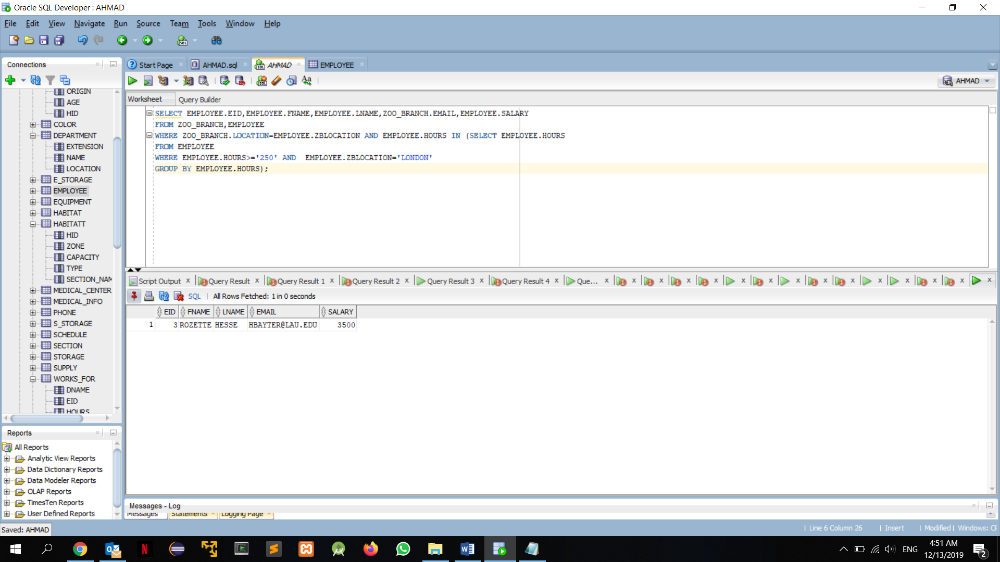 Oracle SQL Developer : AHMAD
File Edit View Navigate Run Source Team Tools Window Help
Connections
ORIGIN
AGE
HID
COLOR
DEPARTMENT
EXTENSION
NAME
LOCATION
E_STORAGE
EMPLOYEE
EQUIPMENT
HABITAT
HABITATT
HID
ZONE
CAPACITY
TYPE
SECTION_NAM
MEDICAL_CENTER
MEDICAL_INFO
PHONE
S_STORAGE
SCHEDULE
SECTION
STORAGE
SUPPLY
WORKS_FOR
DNAME
EID
HOURS
Reports
All Reports
Analytic View Reports
Data Dictionary Reports
Data Modeler Reports
OLAP Reports
TimesTen Reports
User Defined Reports
Start Page AHMAD.sql AHMAD EMPLOYEE
AHMAD
Worksheet Query Builder
SELECT EMPLOYEE.EID,EMPLOYEE.FNAME,EMPLOYEE.LNAME,ZOO_BRANCH.EMAIL,EMPLOYEE.SALARY
FROM ZOO_BRANCH,EMPLOYEE
WHERE ZOO_BRANCH.LOCATION=EMPLOYEE.ZBLOCATION AND EMPLOYEE.HOURS IN (SELECT EMPLOYEE.HOURS
FROM EMPLOYEE
WHERE EMPLOYEE.HOURS>='250' AND  EMPLOYEE.ZBLOCATION='LONDON'
GROUP BY EMPLOYEE.HOURS);
Script Output Query Result Query Result 1 Query Result 2 Query Result 3 Query Result 4 Que...
SQL | All Rows Fetched: 1 in 0 seconds
EID FNAME LNAME EMAIL SALARY
1 3 ROZETTE HESSE HBAYTER@LAU.EDU 3500
Messages - Log
Messages Statements Logging Page
Saved: AHMAD
Line 6 Column 26 | Insert | Modified | Windows: CF
ENG
4:51 AM
12/13/2019
2